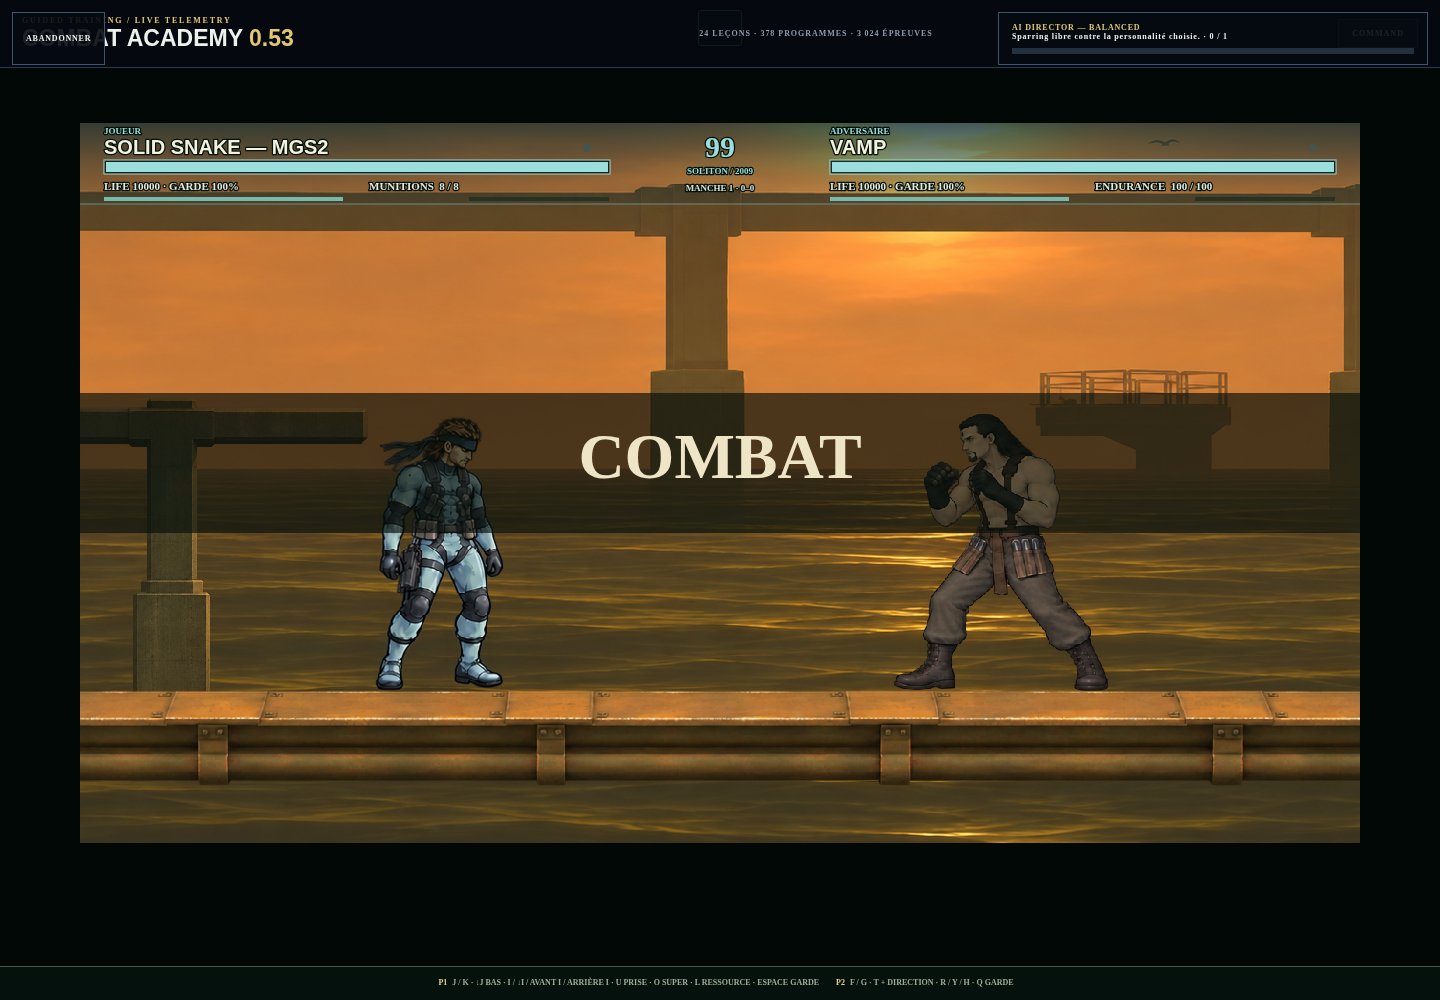 GUIDED TRAINING / LIVE TELEMETRY
COMBAT ACADEMY 0.53
ABANDONNER
24 LEÇONS · 378 PROGRAMMES · 3 024 ÉPREUVES
AI DIRECTOR — BALANCED
Sparring libre contre la personnalité choisie. · 0 / 1
COMMAND
JOUEUR
SOLID SNAKE — MGS2
LIFE 10000 · GARDE 100%
MUNITIONS 8 / 8
99
SOLITON / 2009
MANCHE 1 · 0–0
ADVERSAIRE
VAMP
LIFE 10000 · GARDE 100%
ENDURANCE 100 / 100
COMBAT
P1 J / K · ↓J BAS · I / ↓I / AVANT I / ARRIÈRE I · U PRISE · O SUPER · L RESSOURCE · ESPACE GARDE
P2 F / G · T + DIRECTION · R / Y / H · Q GARDE